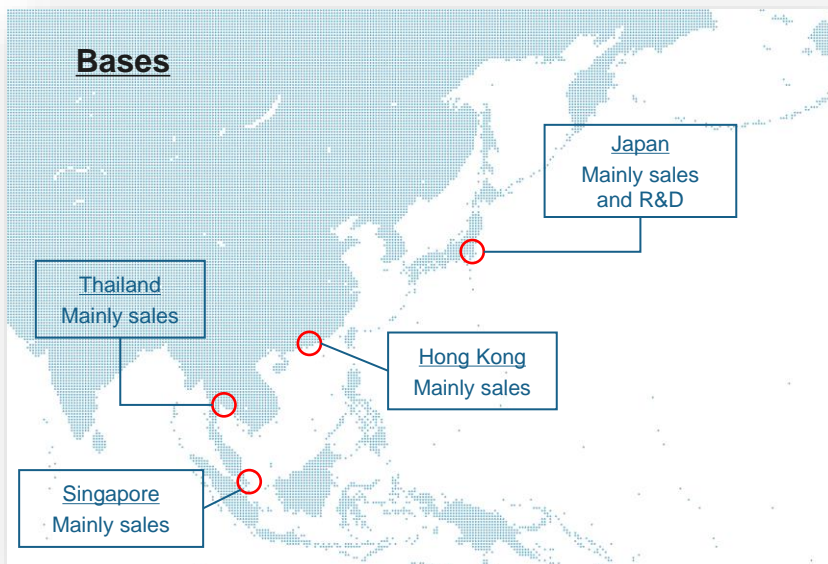 Bases
Japan
Mainly sales
and R&D
Thailand
Mainly sales
Hong Kong
Mainly sales
Singapore
Mainly sales